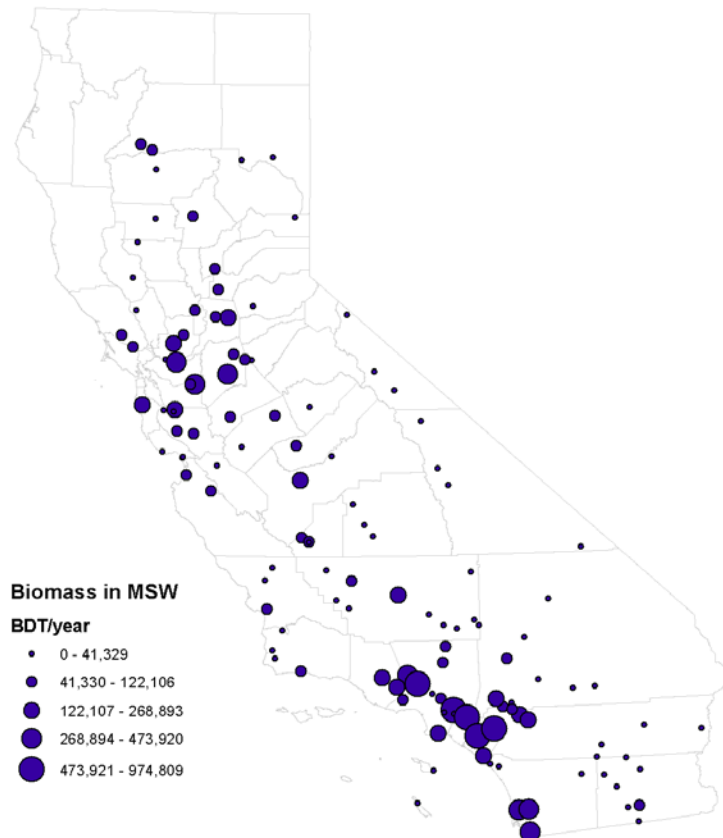 Biomass in MSW
BDT/year
0 - 41,329
41,330 - 122,106
122,107 - 268,893
268,894 - 473,920
473,921 - 974,809